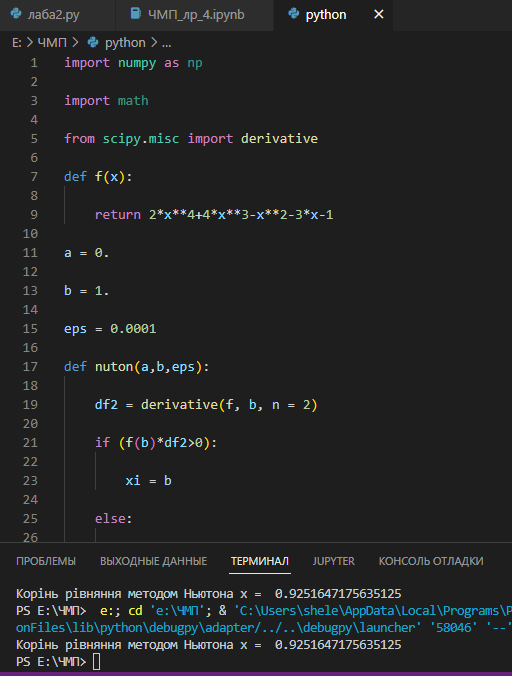 лаба2.py ЧМП_лр_4.ipynb python
E: > ЧМП > python > ...
1 import numpy as np
2
3 import math
4
5 from scipy.misc import derivative
6
7 def f(x):
8
9 return 2*x**4+4*x**3-x**2-3*x-1
10
11 a = 0.
12
13 b = 1.
14
15 eps = 0.0001
16
17 def nuton(a,b,eps):
18
19 df2 = derivative(f, b, n = 2)
20
21 if (f(b)*df2>0):
22
23 xi = b
24
25 else:
26
ПРОБЛЕМЫ ВЫХОДНЫЕ ДАННЫЕ ТЕРМИНАЛ JUPYTER КОНСОЛЬ ОТЛАДКИ
Корінь рівняння методом Ньютона x =  0.9251647175635125
PS E:\ЧМП>  e:; cd 'e:\ЧМП'; & 'C:\Users\shele\AppData\Local\Programs\P
onFiles\lib\python\debugpy\adapter/../..\debugpy\launcher' '58046' '--'
Корінь рівняння методом Ньютона x =  0.9251647175635125
PS E:\ЧМП>